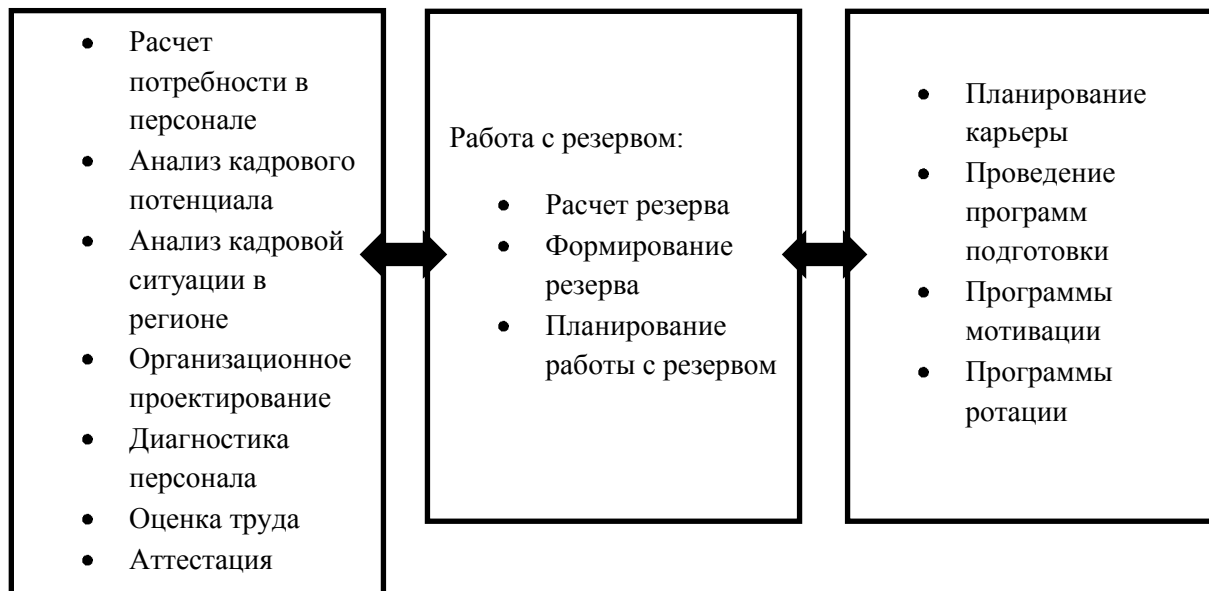 • Расчет
потребности в
персонале
• Анализ кадрового
потенциала
• Анализ кадровой
ситуации в
регионе
• Организационное
проектирование
• Диагностика
персонала
• Оценка труда
• Аттестация
Работа с резервом:
• Расчет резерва
• Формирование
резерва
• Планирование
работы с резервом
• Планирование
карьеры
• Проведение
программ
подготовки
• Программы
мотивации
• Программы
ротации